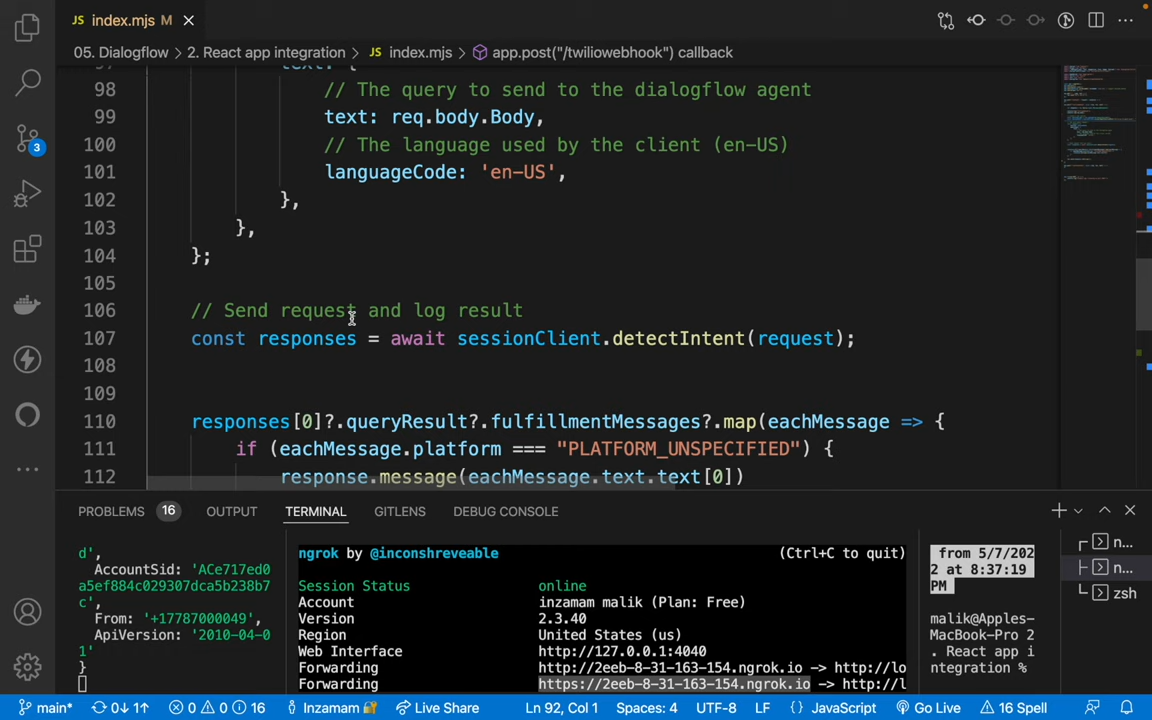 JS index.mjs M
05. Dialogflow > 2. React app integration > JS index.mjs > app.post("/twiliowebhook") callback
97 text: {
98 // The query to send to the dialogflow agent
99 text: req.body.Body,
100 // The language used by the client (en-US)
101 languageCode: 'en-US',
102 },
103 },
104 };
105
106 // Send request and log result
107 const responses = await sessionClient.detectIntent(request);
108
109
110 responses[0]?.queryResult?.fulfillmentMessages?.map(eachMessage => {
111 if (eachMessage.platform === "PLATFORM_UNSPECIFIED") {
112 response.message(eachMessage.text.text[0])
3
PROBLEMS 16 OUTPUT TERMINAL GITLENS DEBUG CONSOLE
d',
AccountSid: 'ACe717ed0
a5ef884c029307dca5b238b7
c',
From: '+17787000049',
ApiVersion: '2010-04-0
1'
}
ngrok by @inconshreveable (Ctrl+C to quit)
Session Status online
Account inzamam malik (Plan: Free)
Version 2.3.40
Region United States (us)
Web Interface http://127.0.0.1:4040
Forwarding http://2eeb-8-31-163-154.ngrok.io -> http://lo
Forwarding https://2eeb-8-31-163-154.ngrok.io -> http://l
from 5/7/202
2 at 8:37:19
PM
malik@Apples-
MacBook-Pro 2
. React app i
ntegration %
n...
n...
zsh
main* 0↓ 1↑ 0 0 16 Inzamam Live Share Ln 92, Col 1 Spaces: 4 UTF-8 LF {} JavaScript Go Live 16 Spell